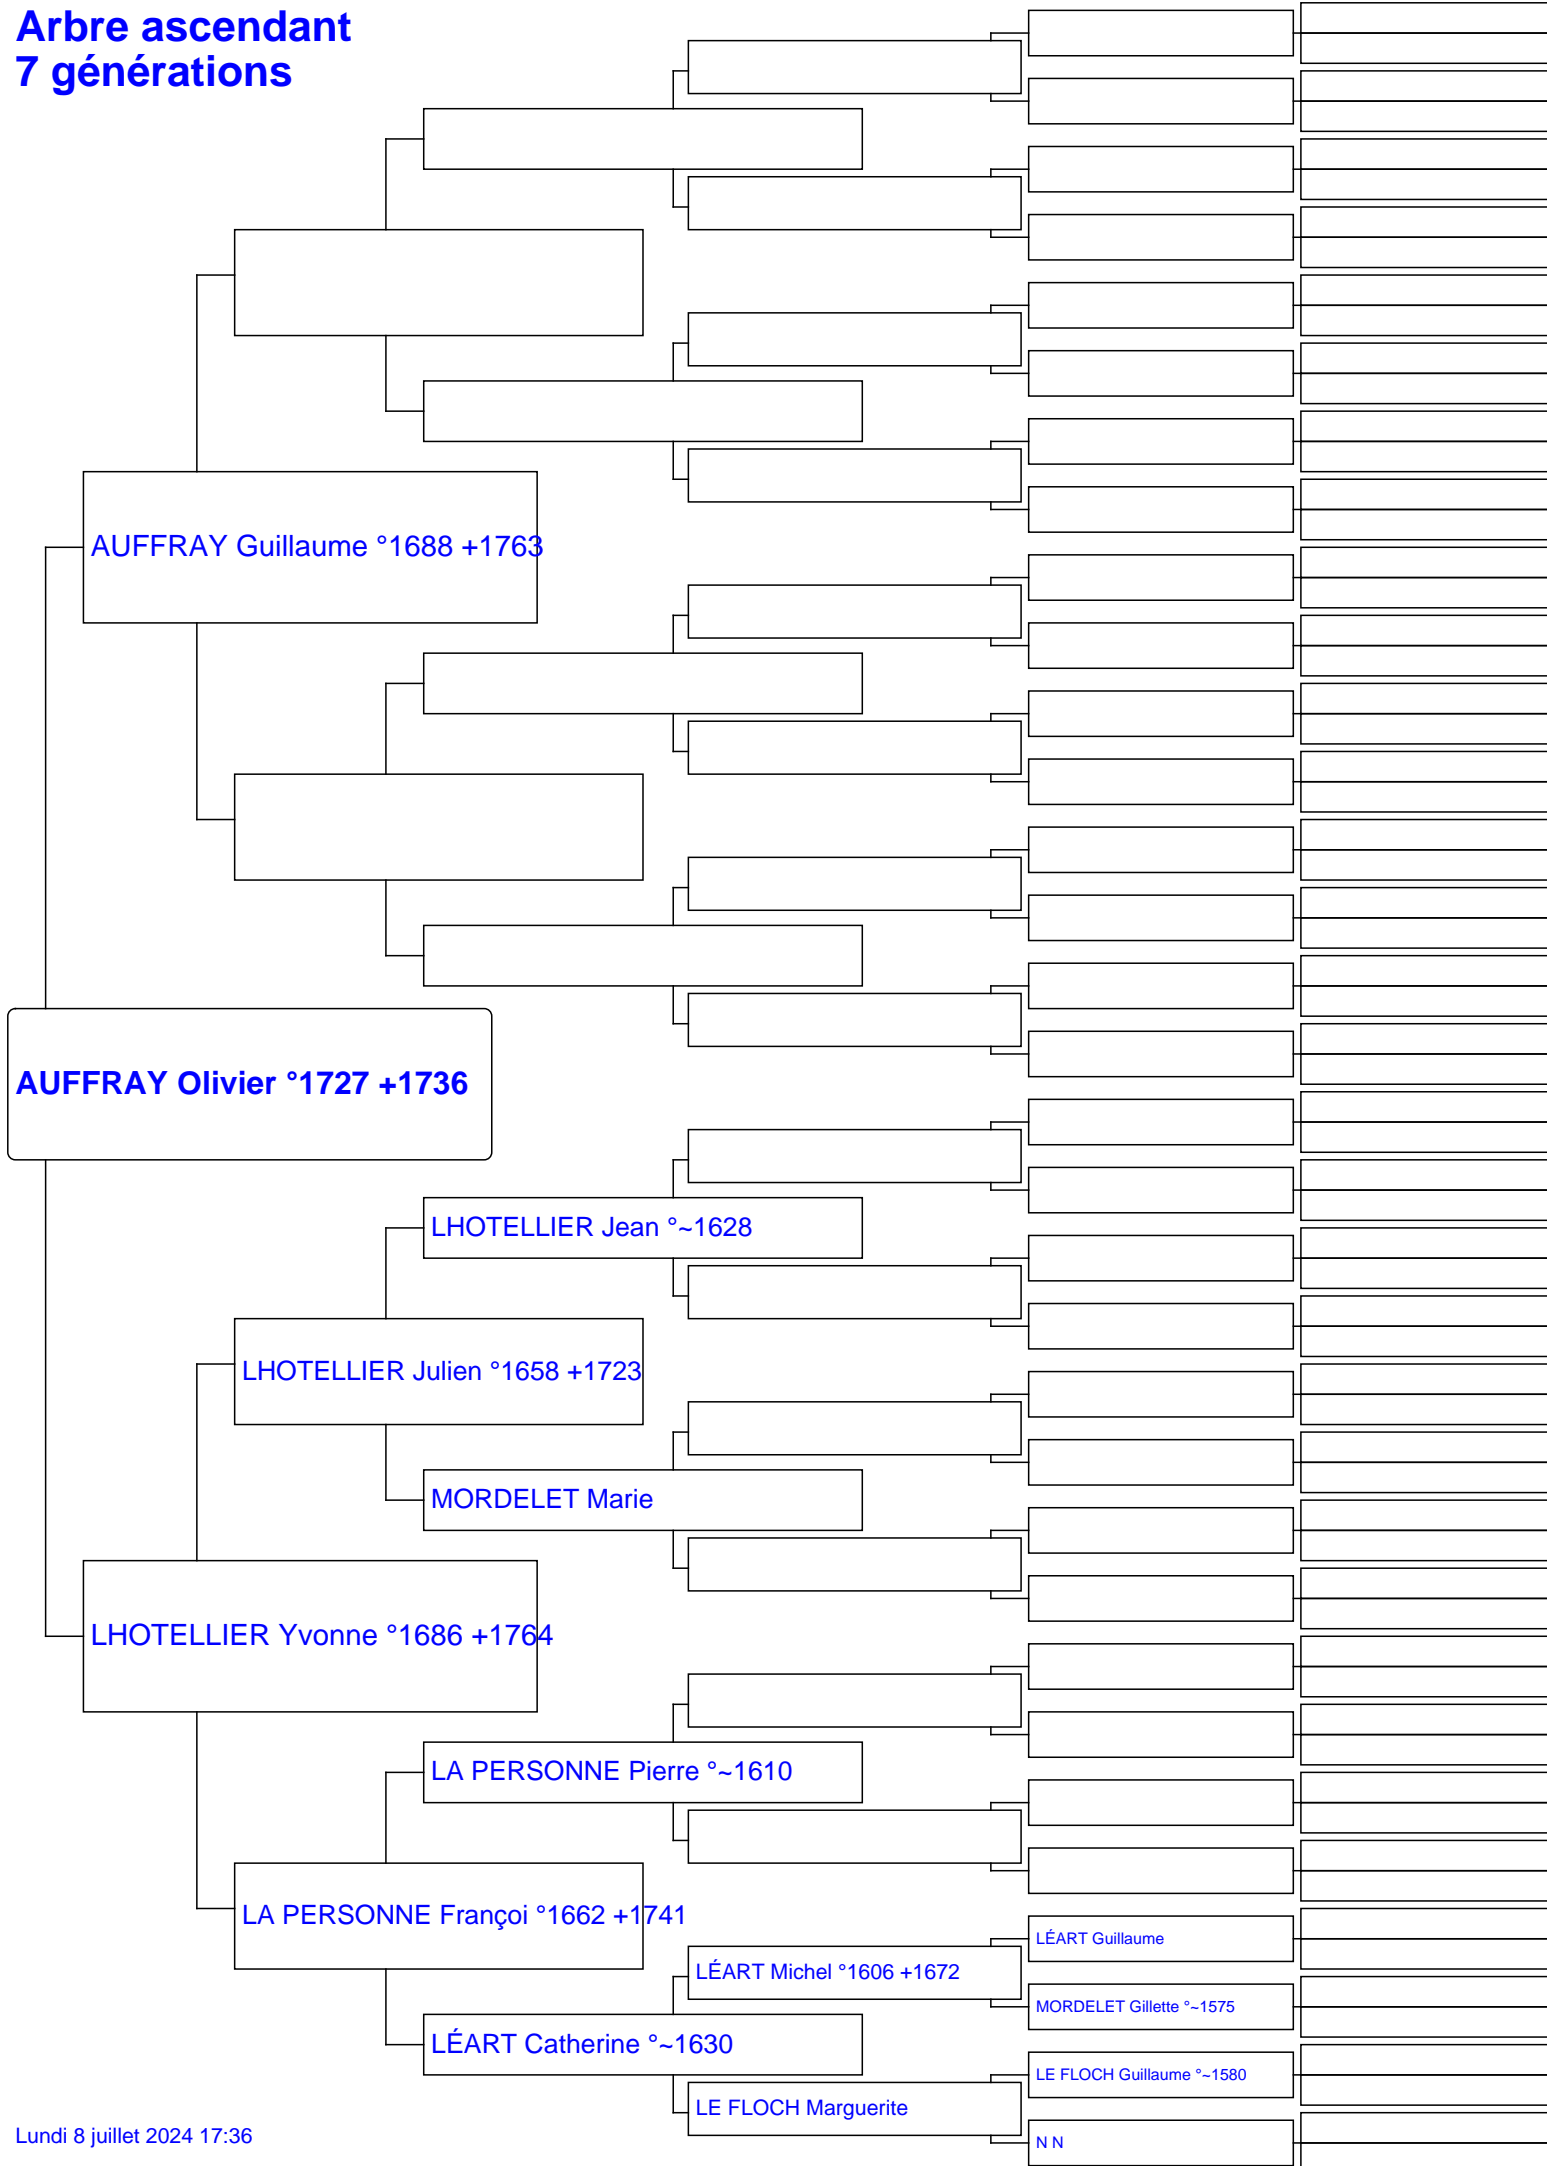 Arbre ascendant
7 générations
AUFFRAY Guillaume °1688 +1763
AUFFRAY Olivier °1727 +1736
LHOTELLIER Jean °~1628
LHOTELLIER Julien °1658 +1723
MORDELET Marie
LHOTELLIER Yvonne °1686 +1764
LA PERSONNE Pierre °~1610
LA PERSONNE Françoi °1662 +1741
LÉART Guillaume
LÉART Michel °1606 +1672
MORDELET Gillette °~1575
LÉART Catherine °~1630
LE FLOCH Guillaume °~1580
LE FLOCH Marguerite
N N
Lundi 8 juillet 2024 17:36